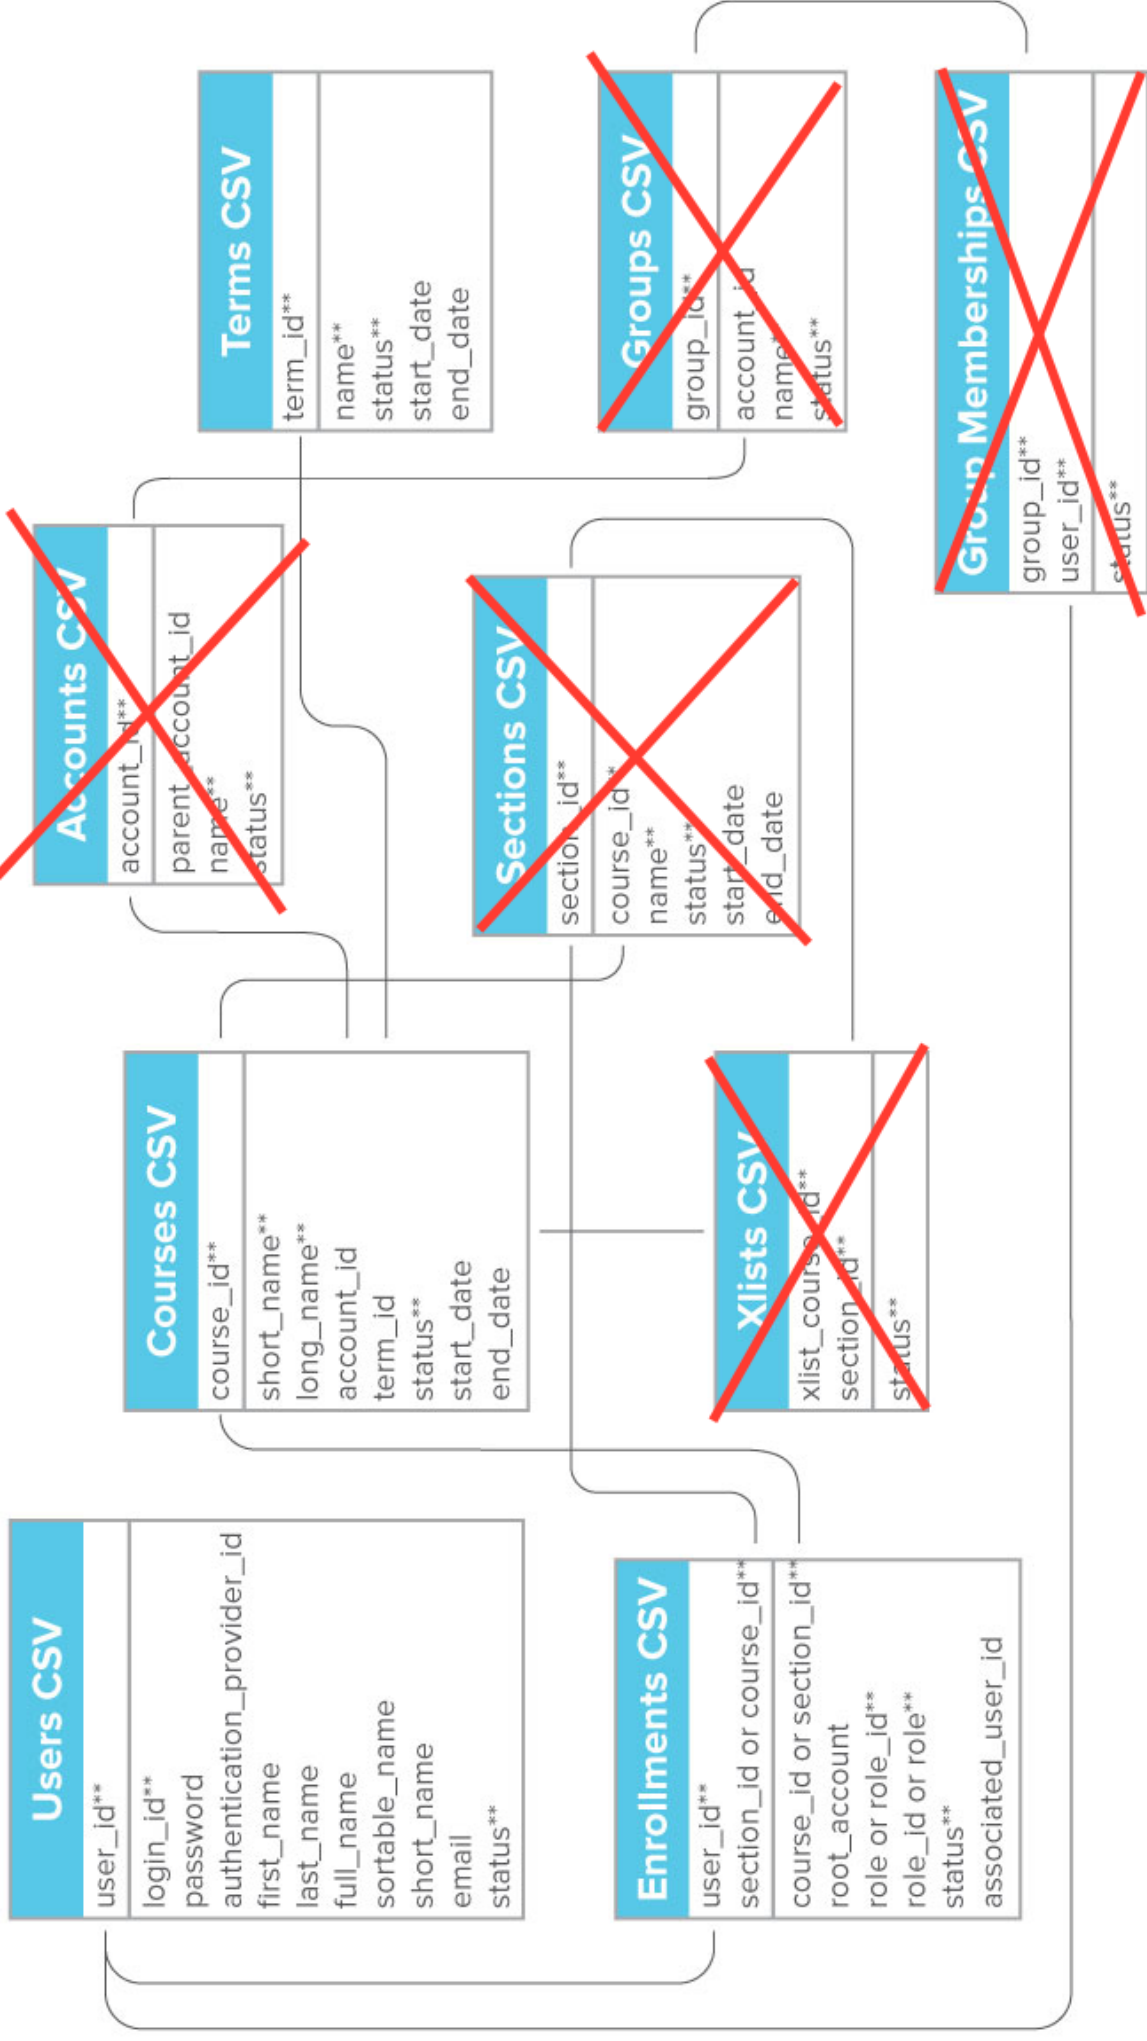 Users CSV
user_id**
login_id**
password
authentication_provider_id
first_name
last_name
full_name
sortable_name
short_name
email
status**
Courses CSV
course_id**
short_name**
long_name**
account_id
term_id
status**
start_date
end_date
Accounts CSV
account_id**
parent_account_id
name**
status**
Terms CSV
term_id**
name**
status**
start_date
end_date
Enrollments CSV
user_id**
section_id or course_id**
course_id or section_id**
root_account
role or role_id**
role_id or role**
status**
associated_user_id
Xlists CSV
xlist_course_id**
section_id**
status**
Sections CSV
section_id**
course_id**
name**
status**
start_date
end_date
Groups CSV
group_id**
account_id
name**
status**
Group Memberships CSV
group_id**
user_id**
status**